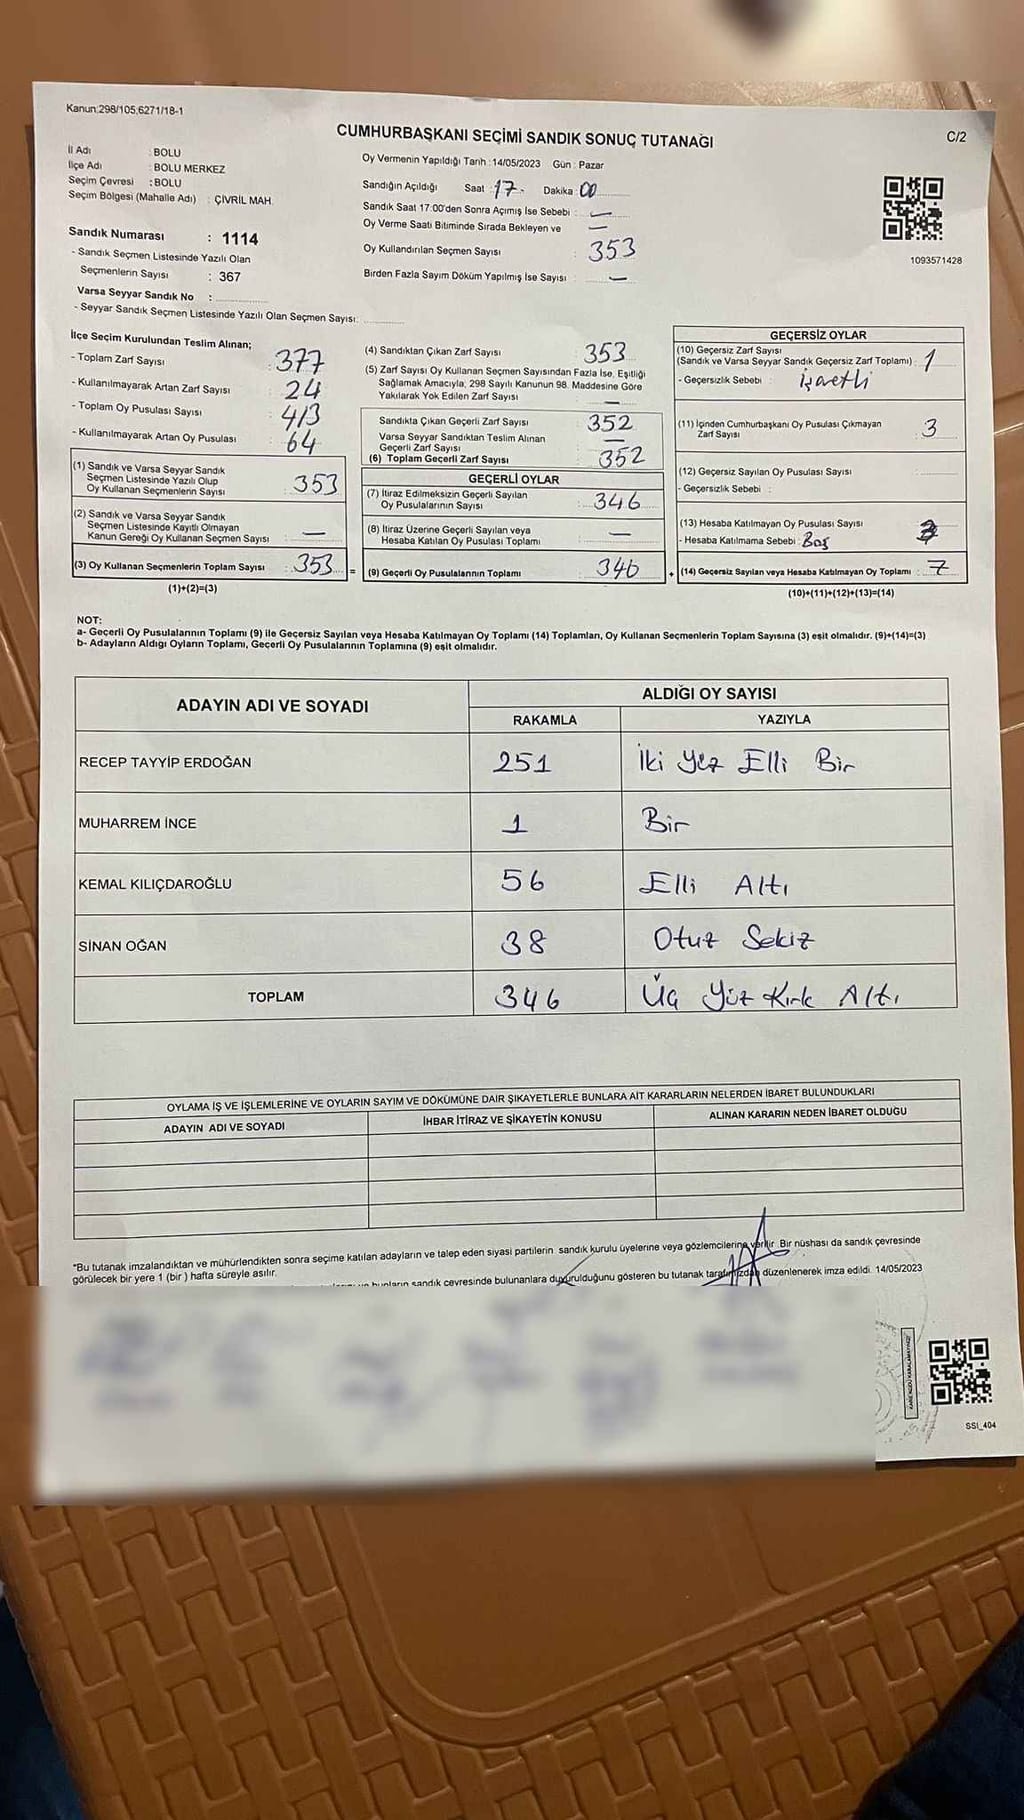 Kanun:298/105,6271/18-1
C/2
CUMHURBAŞKANI SEÇİMİ SANDIK SONUÇ TUTANAĞI
İl Adı : BOLU
İlçe Adı : BOLU MERKEZ
Seçim Çevresi : BOLU
Seçim Bölgesi (Mahalle Adı) : ÇİVRİL MAH.
Sandık Numarası : 1114
- Sandık Seçmen Listesinde Yazılı Olan
Seçmenlerin Sayısı : 367
Varsa Seyyar Sandık No :
- Seyyar Sandık Seçmen Listesinde Yazılı Olan Seçmen Sayısı:
Oy Vermenin Yapıldığı Tarih :14/05/2023 Gün : Pazar
Sandığın Açıldığı Saat : 17 Dakika : 00
Sandık Saat 17:00'den Sonra Açımış İse Sebebi : —
Oy Verme Saati Bitiminde Sırada Bekleyen ve —
Oy Kullandırılan Seçmen Sayısı : 353
Birden Fazla Sayım Döküm Yapılmış İse Sayısı : —
1093571428
İlçe Seçim Kurulundan Teslim Alınan;
- Toplam Zarf Sayısı : 377
- Kullanılmayarak Artan Zarf Sayısı : 24
- Toplam Oy Pusulası Sayısı : 413
- Kullanılmayarak Artan Oy Pusulası : 64
(1) Sandık ve Varsa Seyyar Sandık
Seçmen Listesinde Yazılı Olup
Oy Kullanan Seçmenlerin Sayısı : 353
(2) Sandık ve Varsa Seyyar Sandık
Seçmen Listesinde Kayıtlı Olmayan
Kanun Gereği Oy Kullanan Seçmen Sayısı : —
(3) Oy Kullanan Seçmenlerin Toplam Sayısı : 353 =
(1)+(2)=(3)
(4) Sandıktan Çıkan Zarf Sayısı : 353
(5) Zarf Sayısı Oy Kullanan Seçmen Sayısından Fazla İse, Eşitliği
Sağlamak Amacıyla, 298 Sayılı Kanunun 98. Maddesine Göre
Yakılarak Yok Edilen Zarf Sayısı : —
Sandıkta Çıkan Geçerli Zarf Sayısı : 352
Varsa Seyyar Sandıktan Teslim Alınan
Geçerli Zarf Sayısı : —
(6) Toplam Geçerli Zarf Sayısı : 352
GEÇERLİ OYLAR
(7) İtiraz Edilmeksizin Geçerli Sayılan
Oy Pusulalarının Sayısı : 346
(8) İtiraz Üzerine Geçerli Sayılan veya
Hesaba Katılan Oy Pusulası Toplamı : —
(9) Geçerli Oy Pusulalarının Toplamı : 346 +
GEÇERSİZ OYLAR
(10) Geçersiz Zarf Sayısı
(Sandık ve Varsa Seyyar Sandık Geçersiz Zarf Toplamı) : 1
- Geçersizlik Sebebi : İşaretli
(11) İçinden Cumhurbaşkanı Oy Pusulası Çıkmayan
Zarf Sayısı : 3
(12) Geçersiz Sayılan Oy Pusulası Sayısı :
- Geçersizlik Sebebi :
(13) Hesaba Katılmayan Oy Pusulası Sayısı : 3
- Hesaba Katılmama Sebebi : Boş
(14) Geçersiz Sayılan veya Hesaba Katılmayan Oy Toplamı : 7
(10)+(11)+(12)+(13)=(14)
NOT:
a- Geçerli Oy Pusulalarının Toplamı (9) ile Geçersiz Sayılan veya Hesaba Katılmayan Oy Toplamı (14) Toplamları, Oy Kullanan Seçmenlerin Toplam Sayısına (3) eşit olmalıdır. (9)+(14)=(3)
b- Adayların Aldığı Oyların Toplamı, Geçerli Oy Pusulalarının Toplamına (9) eşit olmalıdır.
ADAYIN ADI VE SOYADI
ALDIĞI OY SAYISI
RAKAMLA YAZIYLA
RECEP TAYYİP ERDOĞAN 251 İki Yüz Elli Bir
MUHARREM İNCE 1 Bir
KEMAL KILIÇDAROĞLU 56 Elli Altı
SİNAN OĞAN 38 Otuz Sekiz
TOPLAM 346 Üç Yüz Kırk Altı
OYLAMA İŞ VE İŞLEMLERİNE VE OYLARIN SAYIM VE DÖKÜMÜNE DAİR ŞİKAYETLERLE BUNLARA AİT KARARLARIN NELERDEN İBARET BULUNDUKLARI
ADAYIN ADI VE SOYADI İHBAR İTİRAZ VE ŞİKAYETİN KONUSU ALINAN KARARIN NEDEN İBARET OLDUĞU
*Bu tutanak imzalandıktan ve mühürlendikten sonra seçime katılan adayların ve talep eden siyasi partilerin sandık kurulu üyelerine veya gözlemcilerine verilir. Bir nüshası da sandık çevresinde
görülecek bir yere 1 (bir ) hafta süreyle asılır.
bunların sandık çevresinde bulunanlara duyurulduğunu gösteren bu tutanak tarafımızdan düzenlenerek imza edildi. 14/05/2023
SSI_404